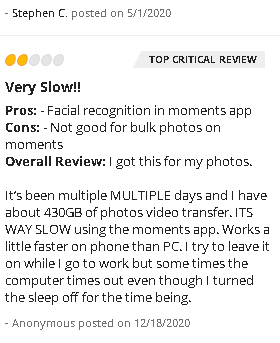 - Stephen C. posted on 5/1/2020
TOP CRITICAL REVIEW
Very Slow!!
Pros: - Facial recognition in moments app
Cons: - Not good for bulk photos on
moments
Overall Review: I got this for my photos.
It's been multiple MULTIPLE days and I have
about 430GB of photos video transfer. ITS
WAY SLOW using the moments app. Works a
little faster on phone than PC. I try to leave it
on while I go to work but some times the
computer times out even though I turned
the sleep off for the time being.
- Anonymous posted on 12/18/2020